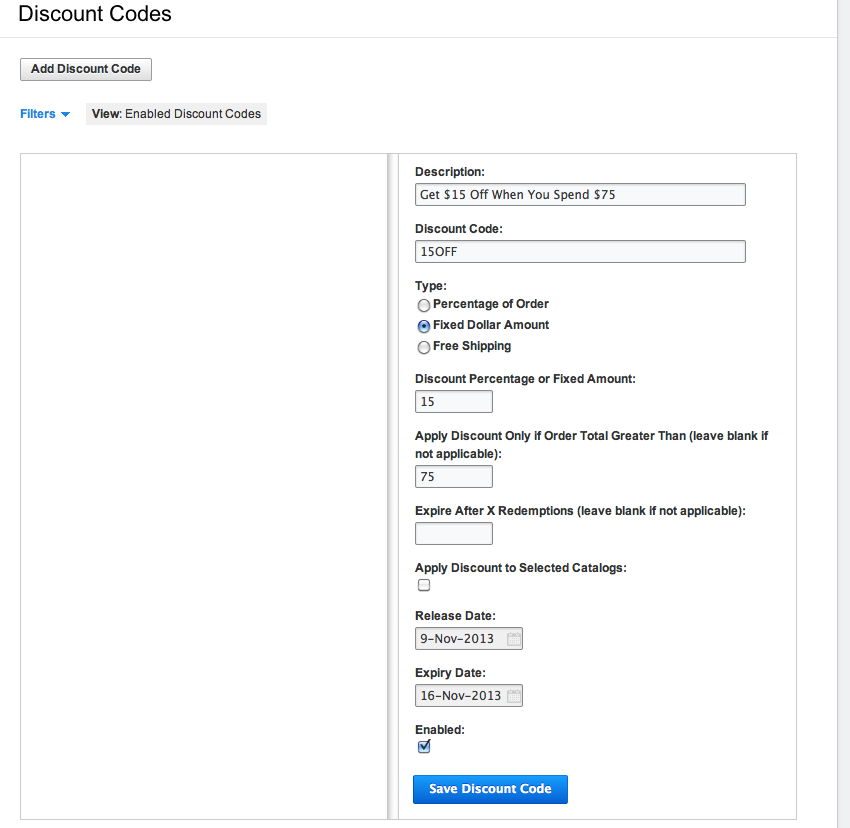 Discount Codes
Add Discount Code
Filters View: Enabled Discount Codes
Description:
Get $15 Off When You Spend $75
Discount Code:
15OFF
Type:
Percentage of Order
Fixed Dollar Amount
Free Shipping
Discount Percentage or Fixed Amount:
15
Apply Discount Only if Order Total Greater Than (leave blank if
not applicable):
75
Expire After X Redemptions (leave blank if not applicable):
Apply Discount to Selected Catalogs:
Release Date:
9-Nov-2013
Expiry Date:
16-Nov-2013
Enabled:
Save Discount Code